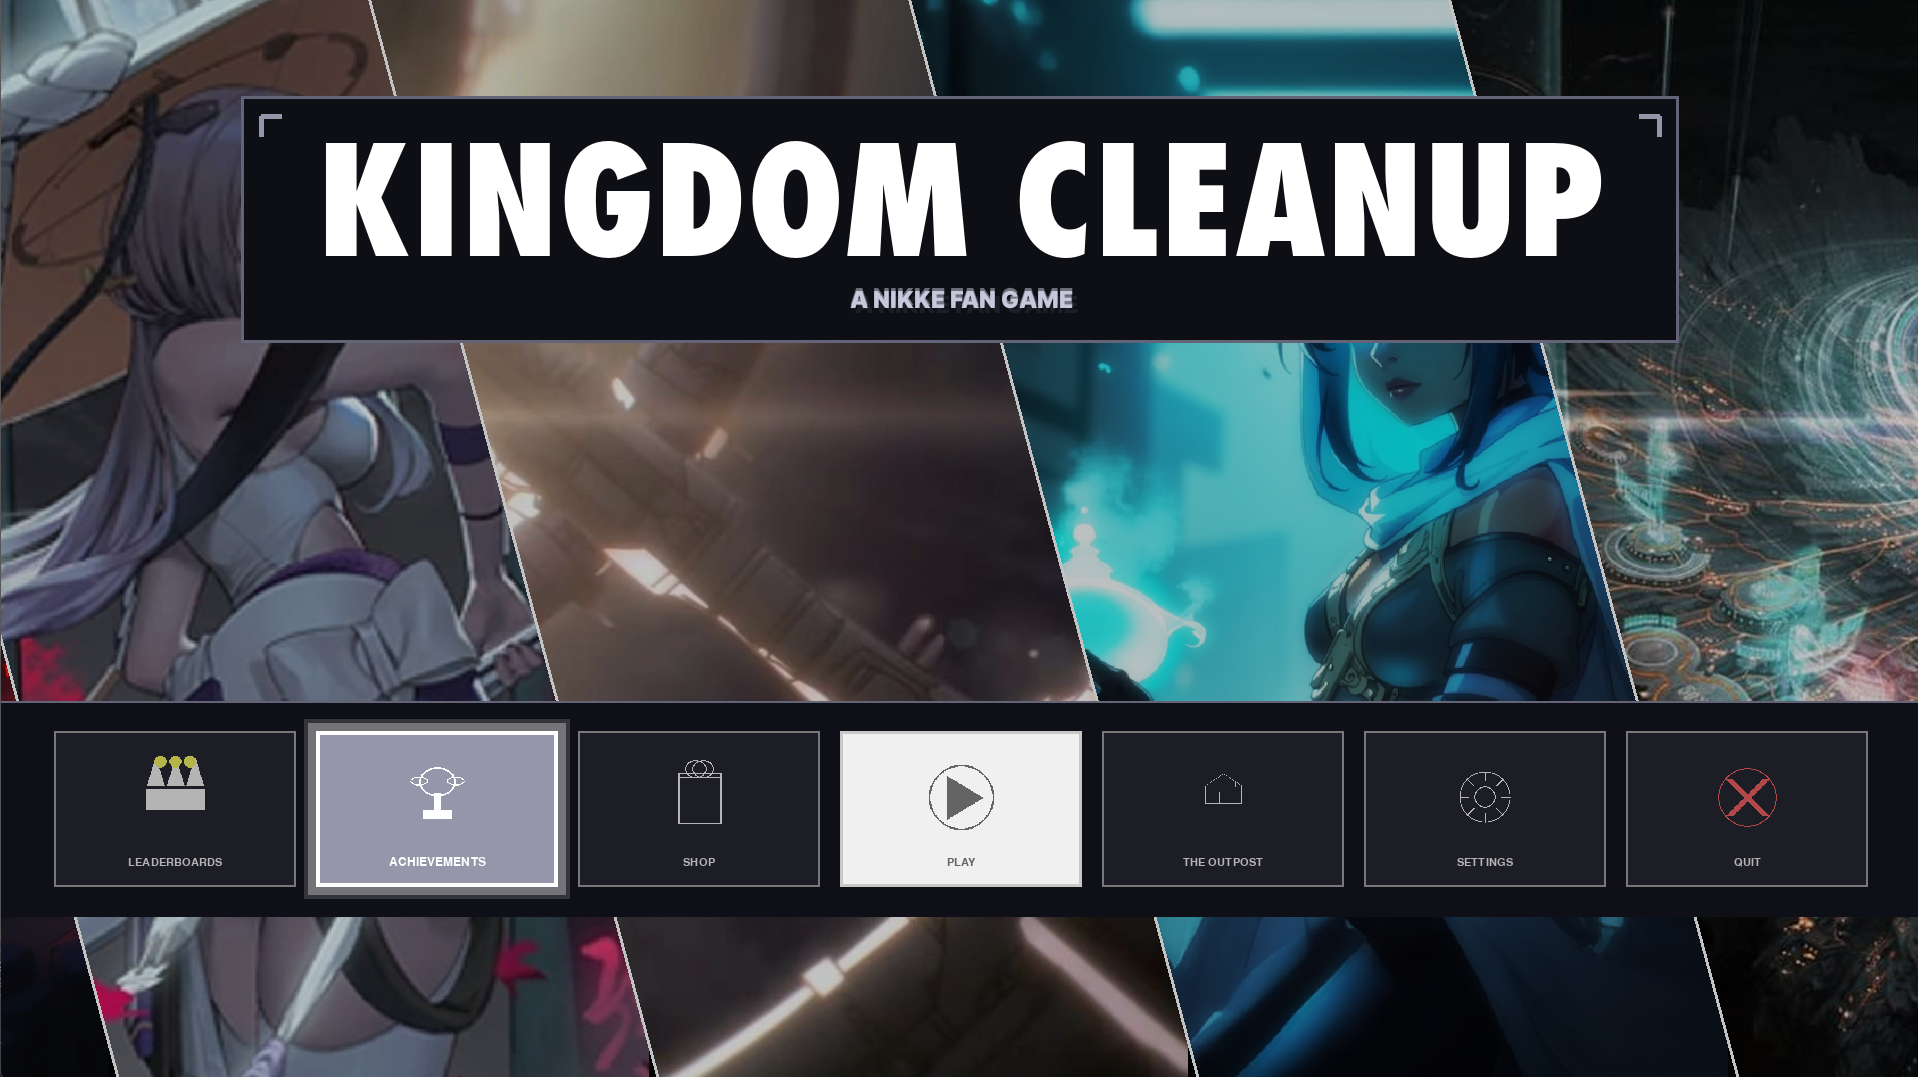 KINGDOM CLEANUP
A NIKKE FAN GAME
LEADERBOARDS
ACHIEVEMENTS
SHOP
PLAY
THE OUTPOST
SETTINGS
QUIT